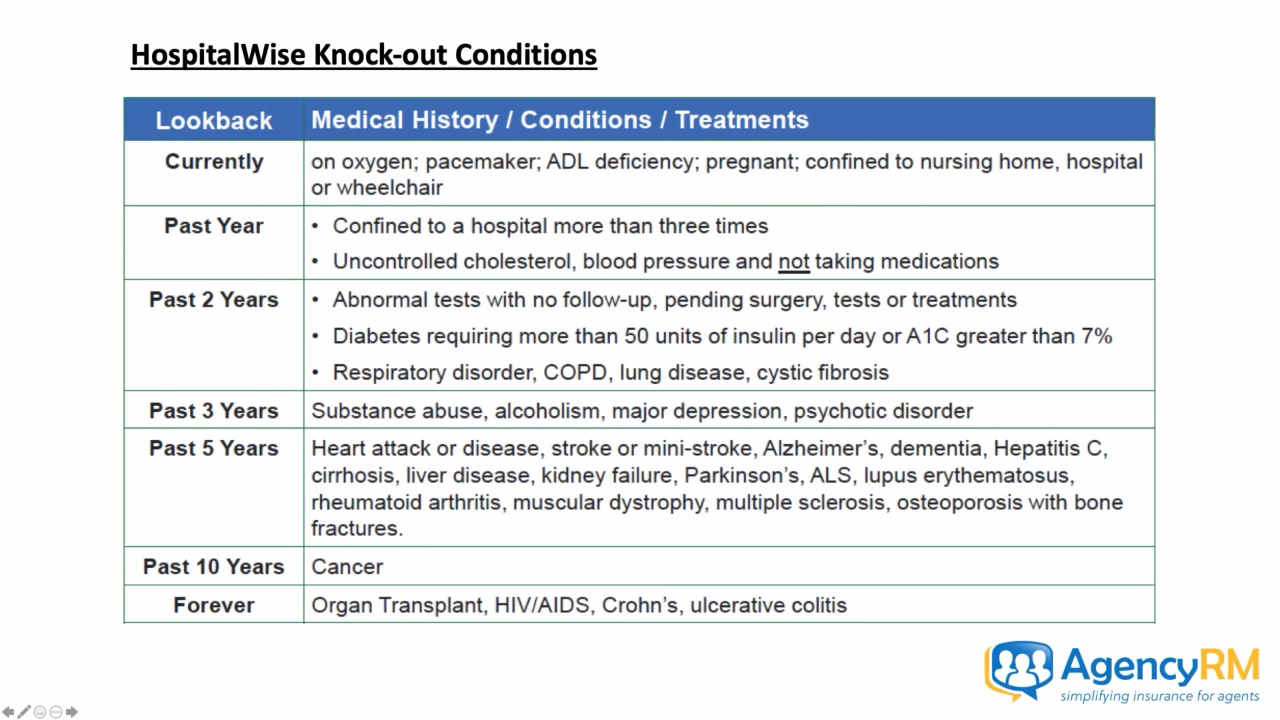 HospitalWise Knock-out Conditions
Lookback
Medical History / Conditions / Treatments
Currently
on oxygen; pacemaker; ADL deficiency; pregnant; confined to nursing home, hospital
or wheelchair
Past Year
• Confined to a hospital more than three times
• Uncontrolled cholesterol, blood pressure and not taking medications
Past 2 Years
• Abnormal tests with no follow-up, pending surgery, tests or treatments
• Diabetes requiring more than 50 units of insulin per day or A1C greater than 7%
• Respiratory disorder, COPD, lung disease, cystic fibrosis
Past 3 Years
Substance abuse, alcoholism, major depression, psychotic disorder
Past 5 Years
Heart attack or disease, stroke or mini-stroke, Alzheimer's, dementia, Hepatitis C,
cirrhosis, liver disease, kidney failure, Parkinson's, ALS, lupus erythematosus,
rheumatoid arthritis, muscular dystrophy, multiple sclerosis, osteoporosis with bone
fractures.
Past 10 Years
Cancer
Forever
Organ Transplant, HIV/AIDS, Crohn's, ulcerative colitis
AgencyRM
simplifying insurance for agents